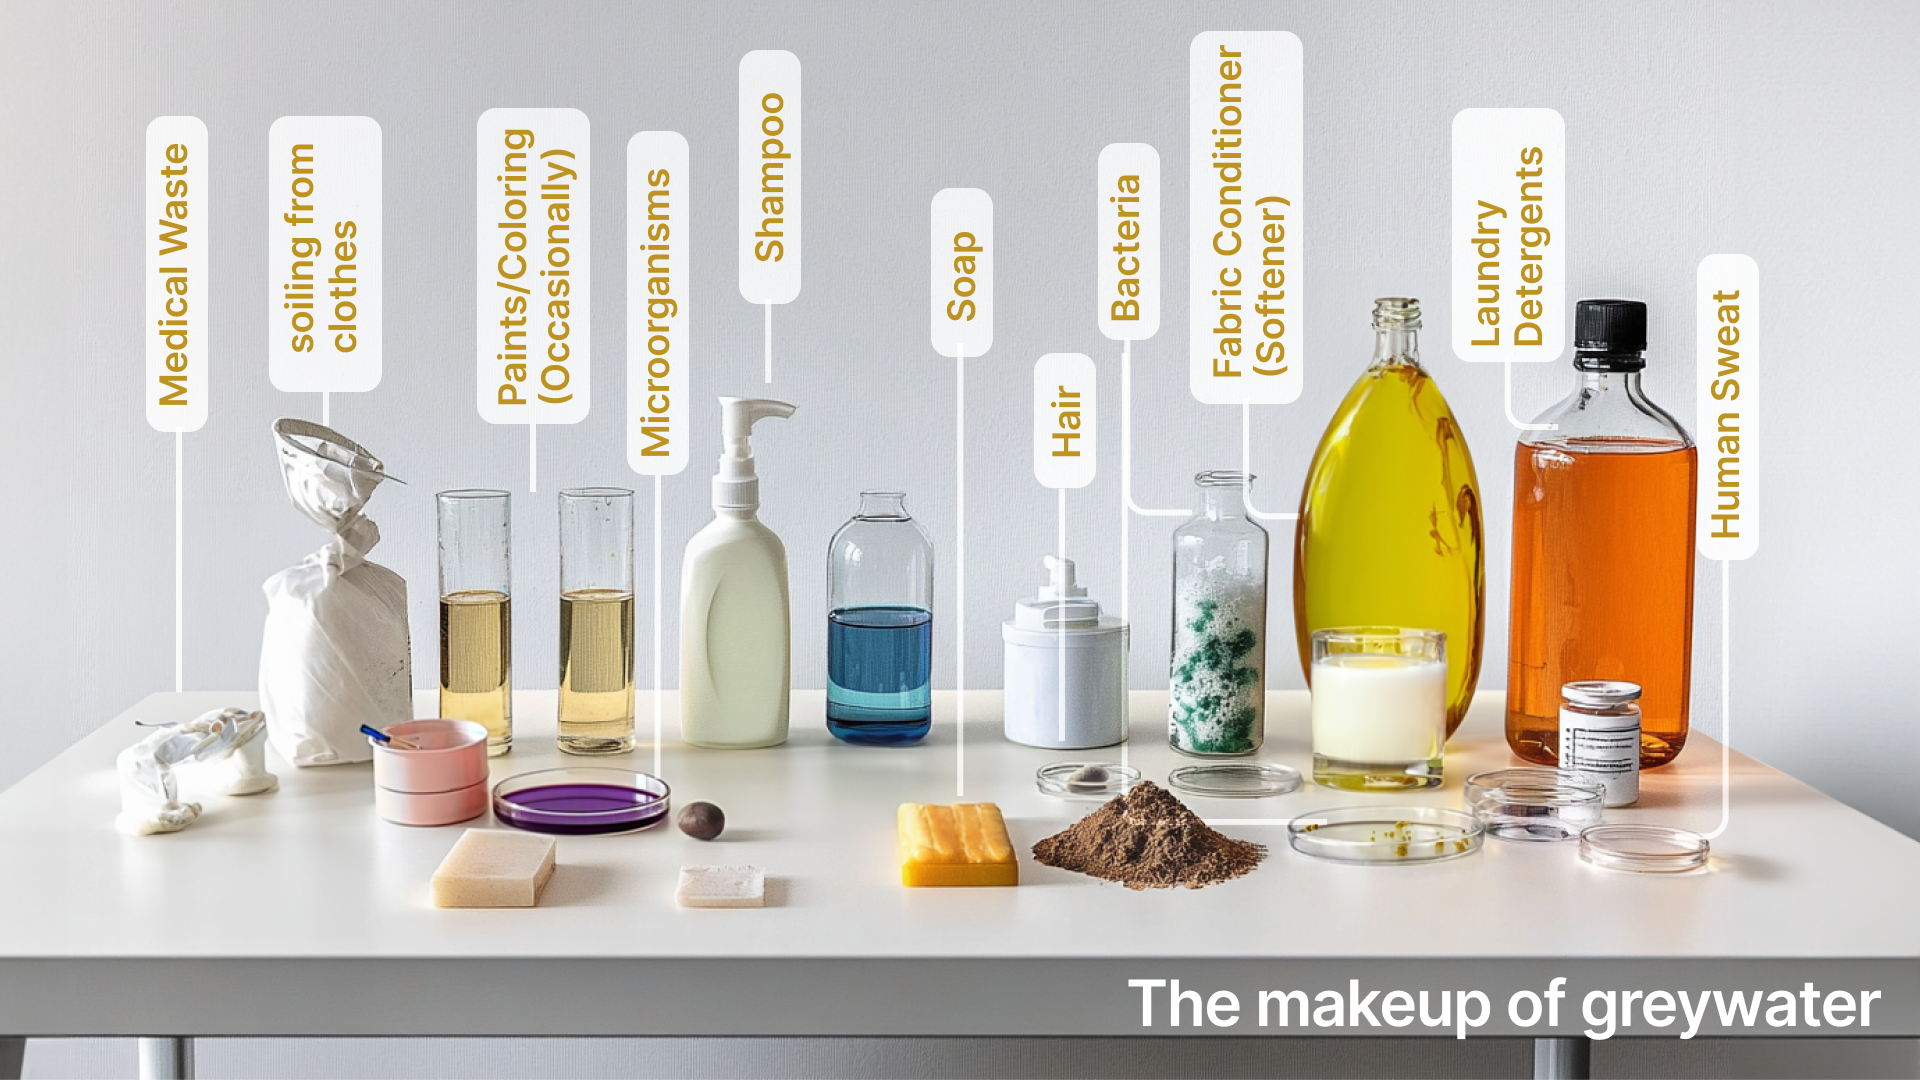 Medical Waste
soiling from
clothes
Paints/Coloring
(Occasionally)
Microorganisms
Shampoo
Soap
Hair
Bacteria
Fabric Conditioner
(Softener)
Laundry
Detergents
Human Sweat
The makeup of greywater